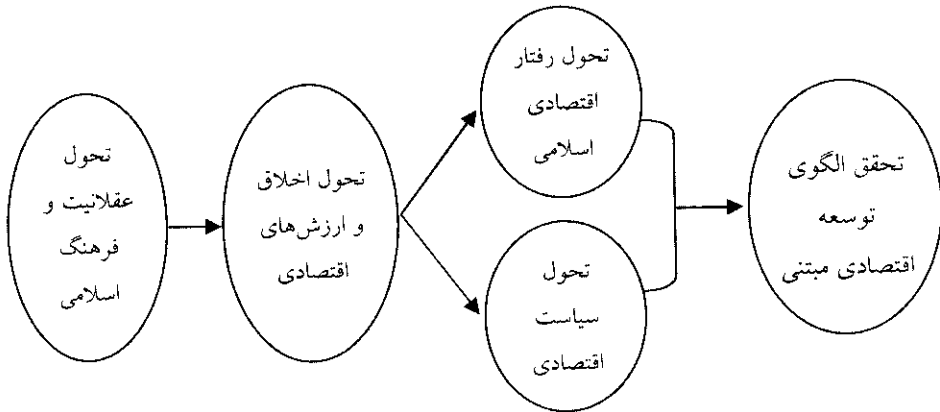 تحول
عقلانیت و
فرهنگ
اسلامی
تحول اخلاق
و ارزش‌های
اقتصادی
تحول رفتار
اقتصادی
اسلامی
تحول
سیاست
اقتصادی
تحقق الگوی
توسعه
اقتصادی مبتنی